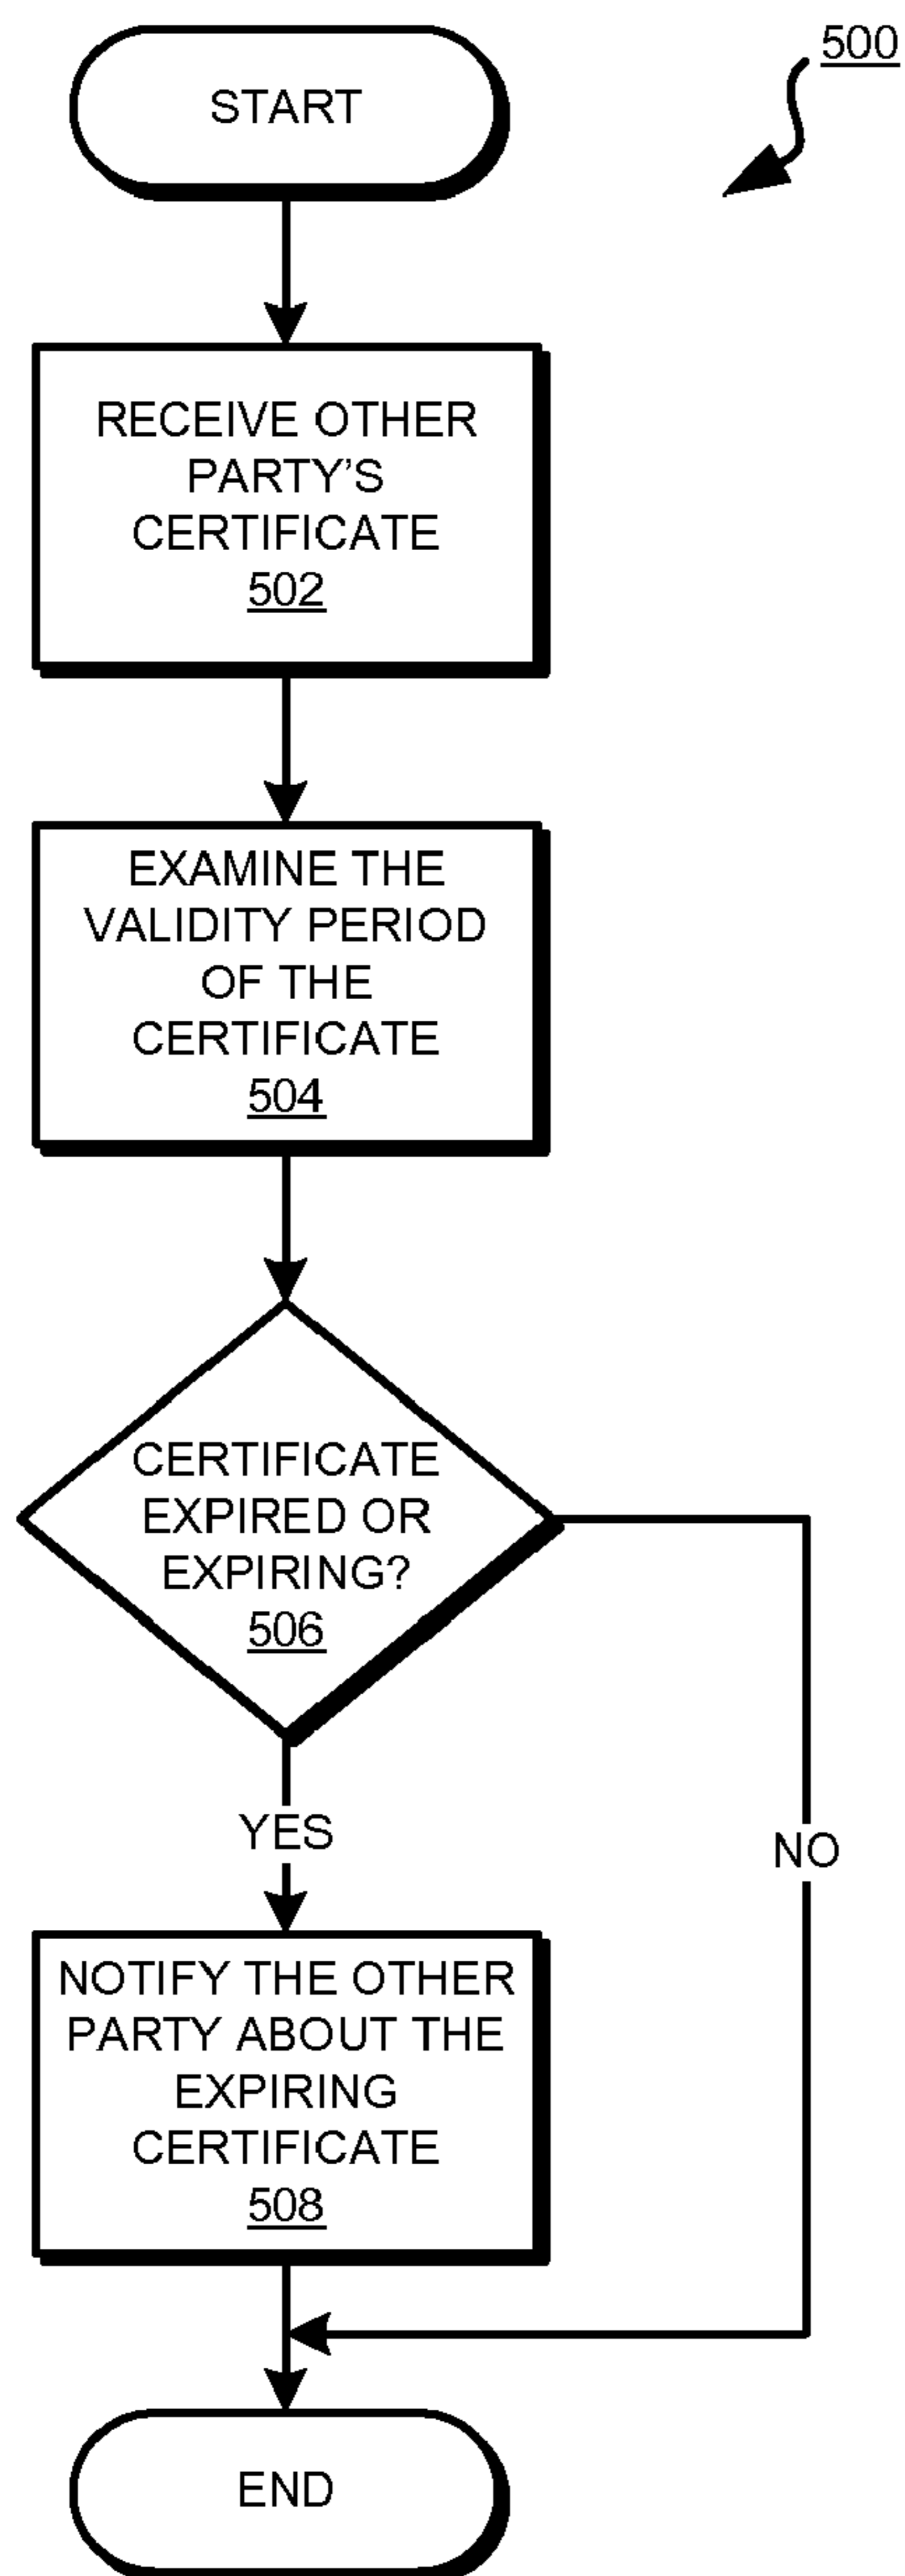 500
START
RECEIVE OTHER
PARTY'S
CERTIFICATE
502
EXAMINE THE
VALIDITY PERIOD
OF THE
CERTIFICATE
504
CERTIFICATE
EXPIRED OR
EXPIRING?
506
YES
NO
NOTIFY THE OTHER
PARTY ABOUT THE
EXPIRING
CERTIFICATE
508
END